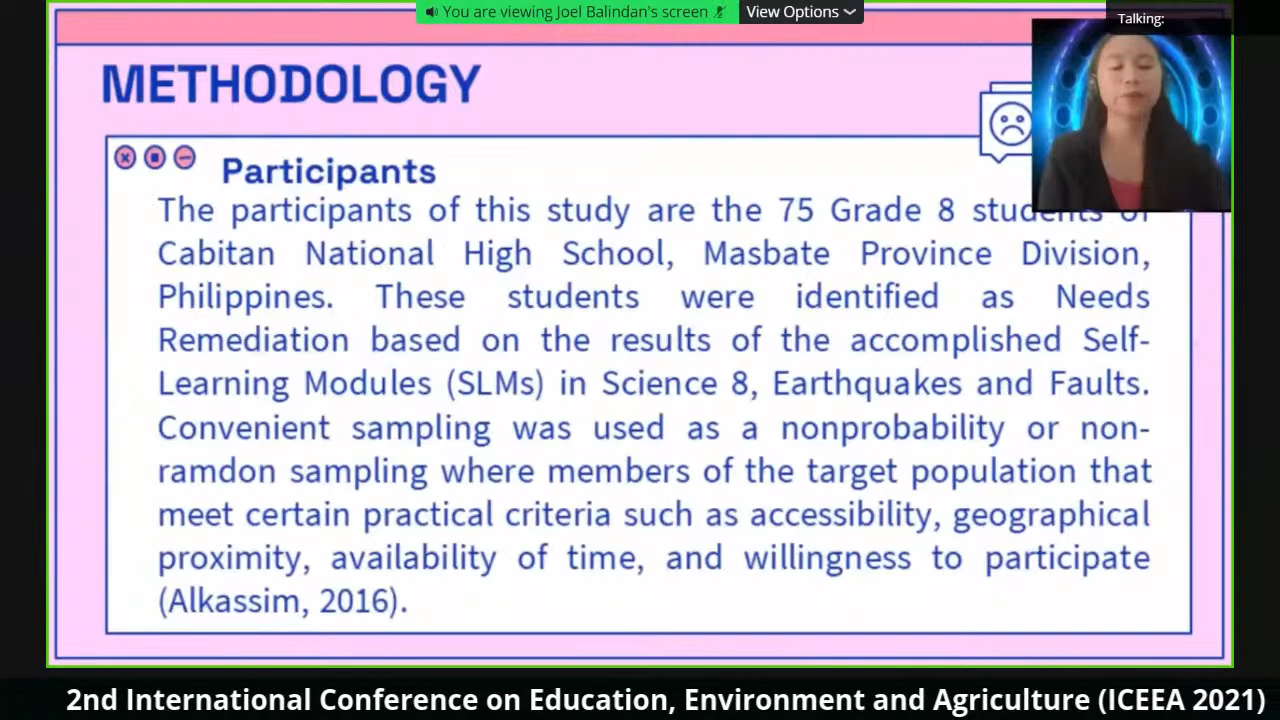 You are viewing Joel Balindan's screen
View Options
Talking:
METHODOLOGY
Participants
The participants of this study are the 75 Grade 8 students of
Cabitan National High School, Masbate Province Division,
Philippines. These students were identified as Needs
Remediation based on the results of the accomplished Self-
Learning Modules (SLMs) in Science 8, Earthquakes and Faults.
Convenient sampling was used as a nonprobability or non-
ramdon sampling where members of the target population that
meet certain practical criteria such as accessibility, geographical
proximity, availability of time, and willingness to participate
(Alkassim, 2016).
2nd International Conference on Education, Environment and Agriculture (ICEEA 2021)